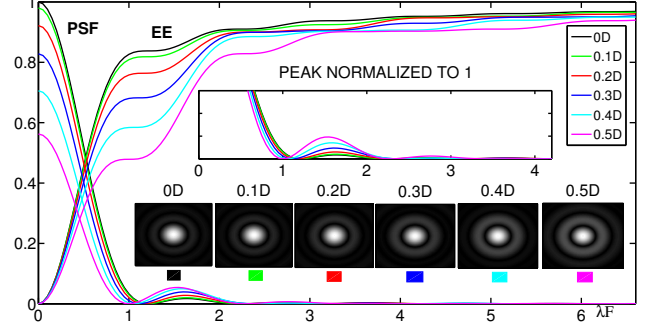 1
PSF
EE
0D
0.1D
0.2D
0.3D
0.4D
0.5D
0.8
PEAK NORMALIZED TO 1
0.6
0 1 2 3 4
0.4
0D 0.1D 0.2D 0.3D 0.4D 0.5D
0.2
0
0 1 2 3 4 5 6 λF